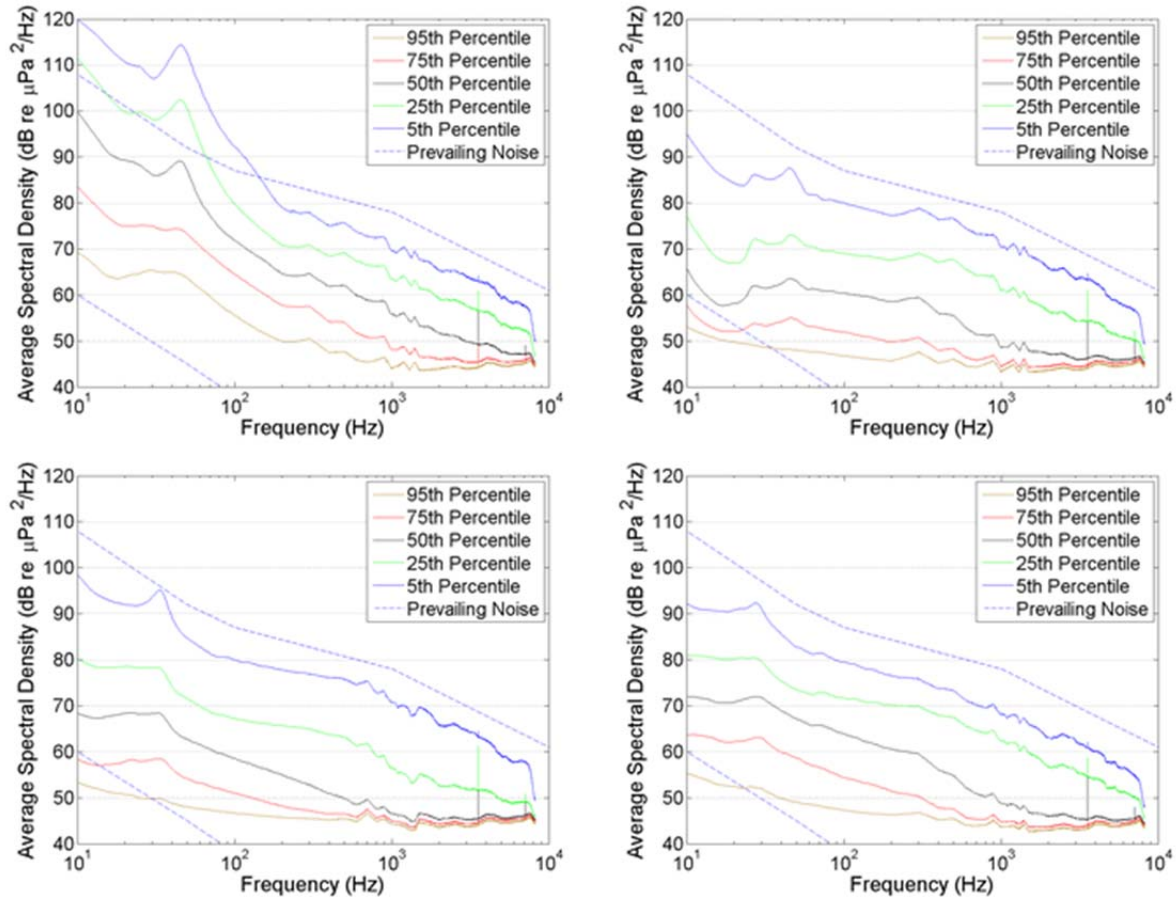 120
110
100
90
80
70
60
50
40
Average Spectral Density (dB re μPa ²/Hz)
95th Percentile
75th Percentile
50th Percentile
25th Percentile
5th Percentile
Prevailing Noise
10¹ 10² 10³ 10⁴
Frequency (Hz)
120
110
100
90
80
70
60
50
40
Average Spectral Density (dB re μPa ²/Hz)
95th Percentile
75th Percentile
50th Percentile
25th Percentile
5th Percentile
Prevailing Noise
10¹ 10² 10³ 10⁴
Frequency (Hz)
120
110
100
90
80
70
60
50
40
Average Spectral Density (dB re μPa ²/Hz)
95th Percentile
75th Percentile
50th Percentile
25th Percentile
5th Percentile
Prevailing Noise
10¹ 10² 10³ 10⁴
Frequency (Hz)
120
110
100
90
80
70
60
50
40
Average Spectral Density (dB re μPa ²/Hz)
95th Percentile
75th Percentile
50th Percentile
25th Percentile
5th Percentile
Prevailing Noise
10¹ 10² 10³ 10⁴
Frequency (Hz)